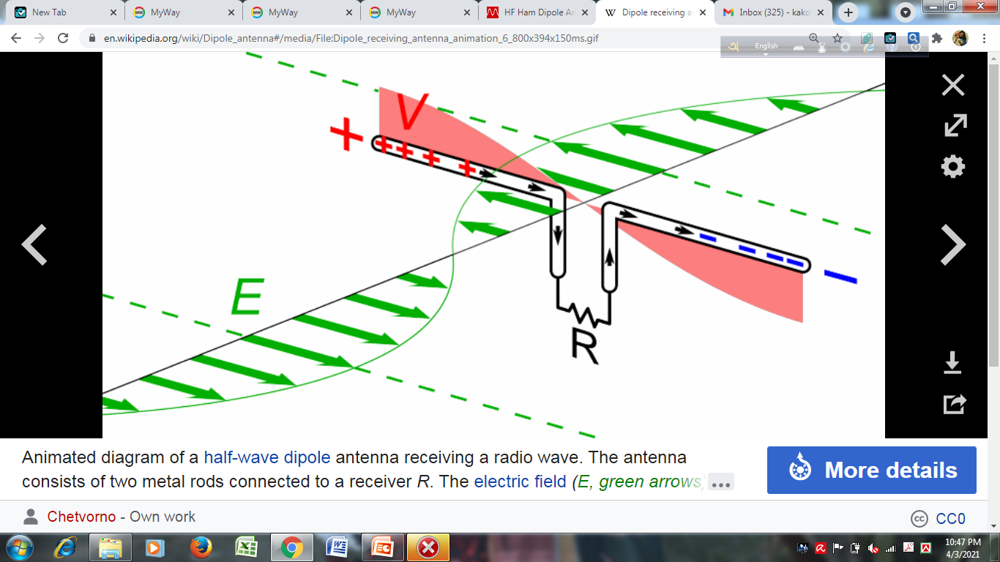 New Tab
MyWay
MyWay
MyWay
HF Ham Dipole An
Dipole receiving a
Inbox (325) - kako
en.wikipedia.org/wiki/Dipole_antenna#/media/File:Dipole_receiving_antenna_animation_6_800x394x150ms.gif
English
V
+
+ + + +
E
R
Animated diagram of a half-wave dipole antenna receiving a radio wave. The antenna
consists of two metal rods connected to a receiver R. The electric field (E, green arrows)
...
More details
Chetvorno - Own work
cc CC0
10:47 PM
4/3/2021